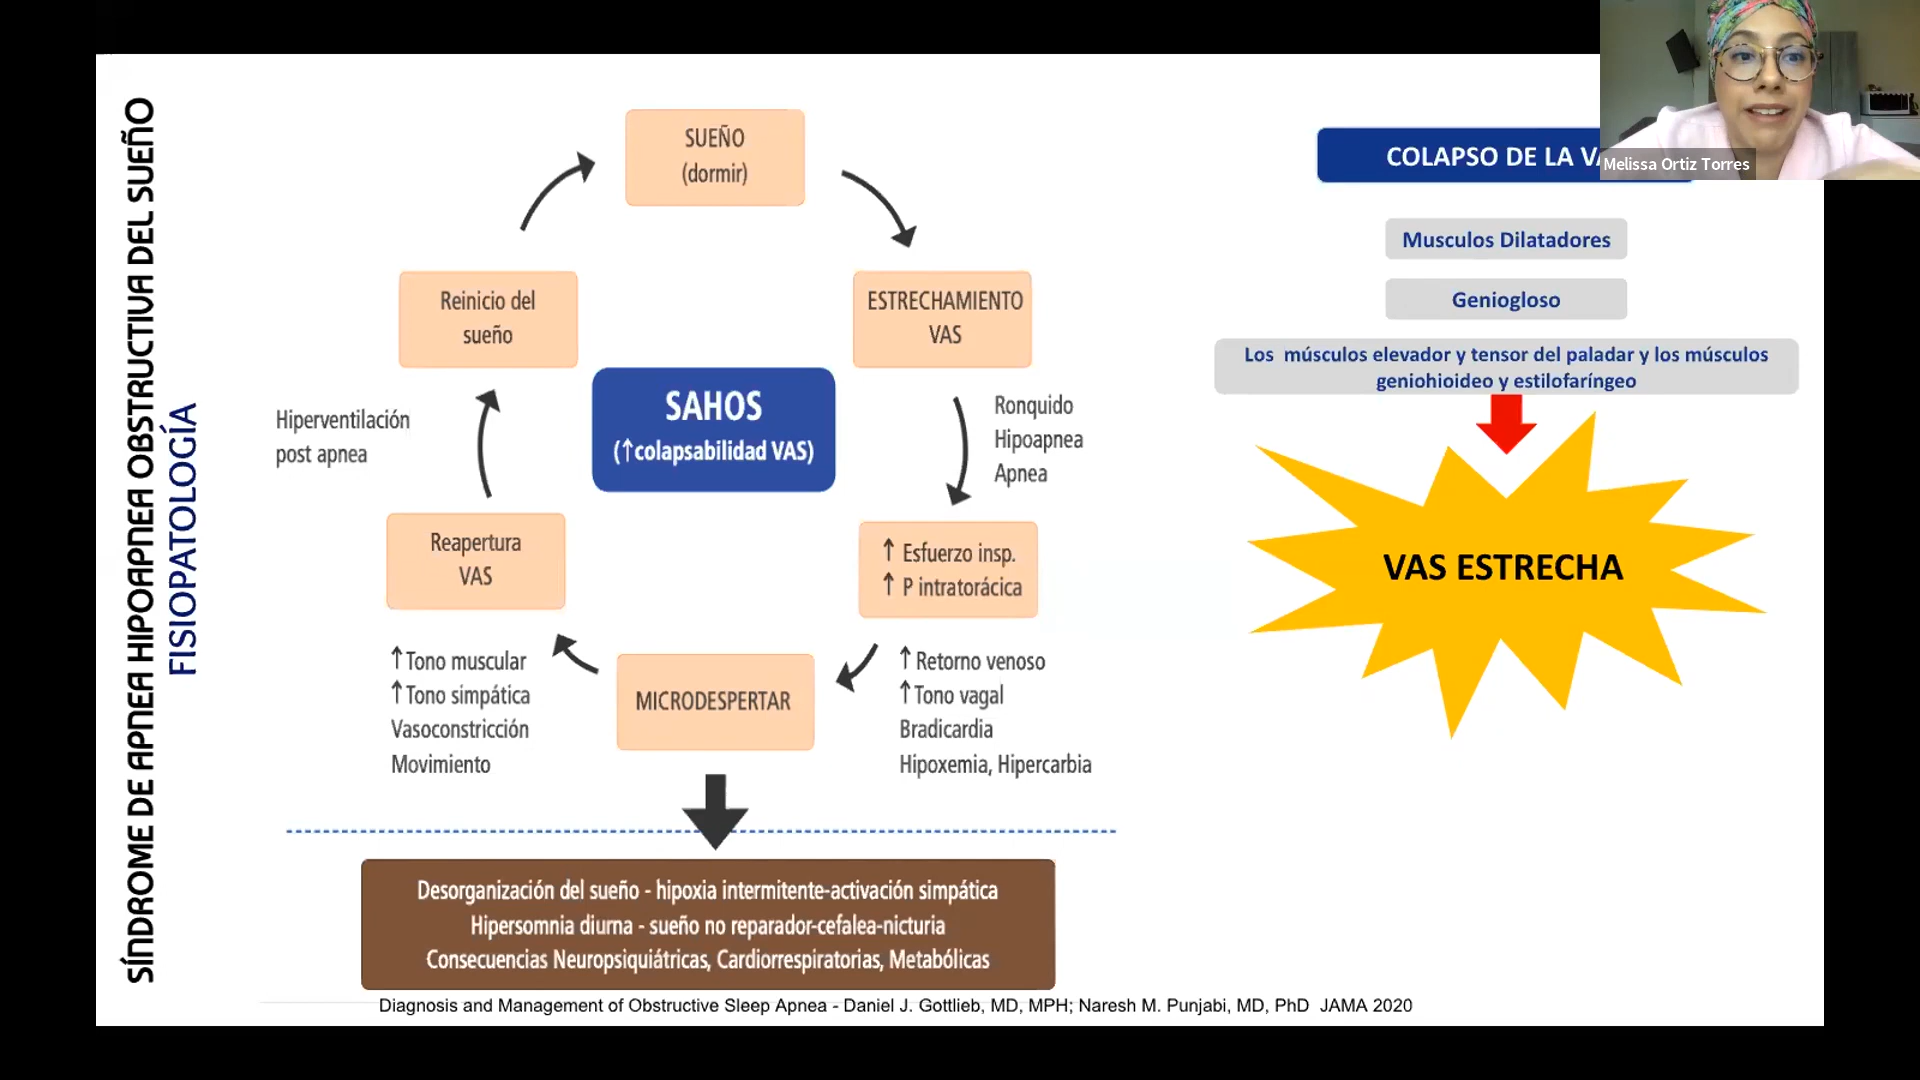 SÍNDROME DE APNEA HIPOAPNEA OBSTRUCTIVA DEL SUEÑO
FISIOPATOLOGÍA
SUEÑO
(dormir)
ESTRECHAMIENTO
VAS
Ronquido
Hipoapnea
Apnea
↑ Esfuerzo insp.
↑ P intratorácica
↑ Retorno venoso
↑ Tono vagal
Bradicardia
Hipoxemia, Hipercarbia
MICRODESPERTAR
↑ Tono muscular
↑ Tono simpática
Vasoconstricción
Movimiento
Reapertura
VAS
Hiperventilación
post apnea
Reinicio del
sueño
SAHOS
(↑colapsabilidad VAS)
Desorganización del sueño - hipoxia intermitente-activación simpática
Hipersomnia diurna - sueño no reparador-cefalea-nicturia
Consecuencias Neuropsiquiátricas, Cardiorrespiratorias, Metabólicas
Diagnosis and Management of Obstructive Sleep Apnea - Daniel J. Gottlieb, MD, MPH; Naresh M. Punjabi, MD, PhD JAMA 2020
COLAPSO DE LA
Melissa Ortiz Torres
Musculos Dilatadores
Geniogloso
Los músculos elevador y tensor del paladar y los músculos
geniohioideo y estilofaríngeo
VAS ESTRECHA